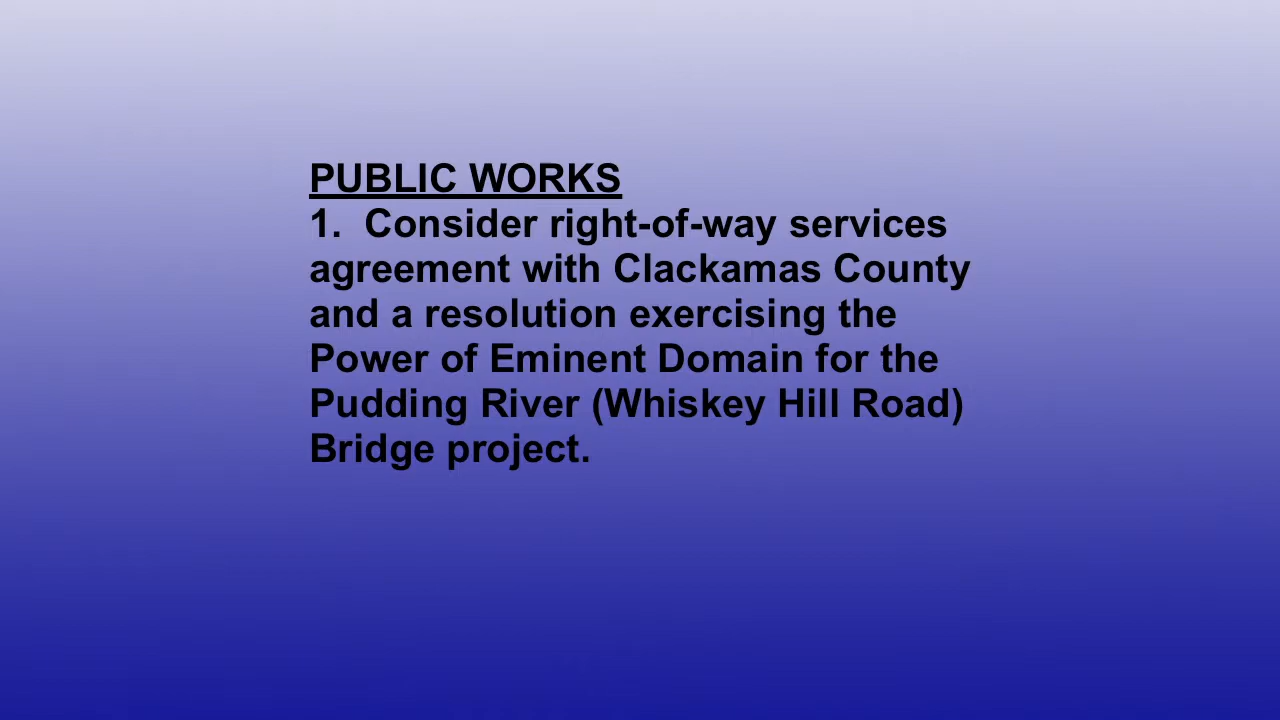 PUBLIC WORKS
1.  Consider right-of-way services
agreement with Clackamas County
and a resolution exercising the
Power of Eminent Domain for the
Pudding River (Whiskey Hill Road)
Bridge project.